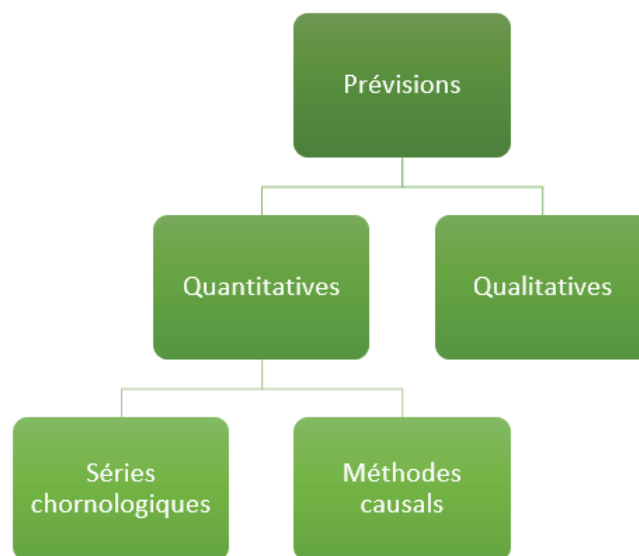 Prévisions
Quantitatives
Qualitatives
Séries
chornologiques
Méthodes
causals